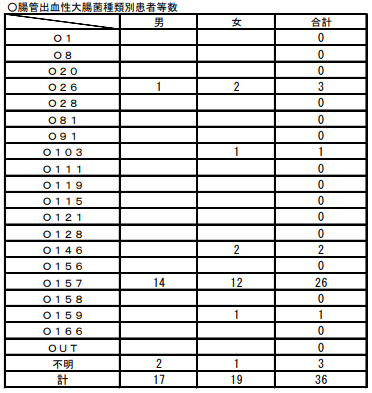 〇腸管出血性大腸菌種類別患者等数
男 女 合計
O1 0
O8 0
O20 0
O26 1 2 3
O28 0
O81 0
O91 0
O103 1 1
O111 0
O119 0
O115 0
O121 0
O128 0
O146 2 2
O156 0
O157 14 12 26
O158 0
O159 1 1
O166 0
OUT 0
不明 2 1 3
計 17 19 36